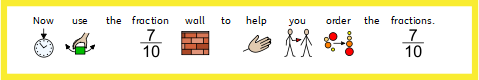 Now use the fraction wall to help you order the fractions.
7/10 7/10